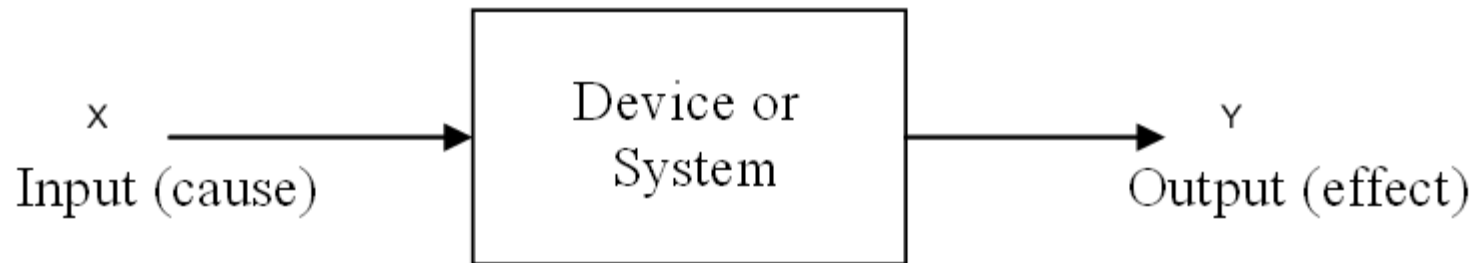 X
Input (cause)
Device or
System
Y
Output (effect)